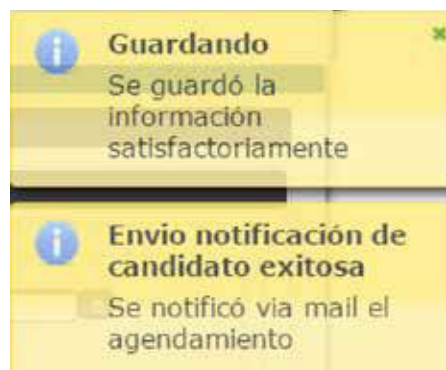 Guardando
Se guardó la
información
satisfactoriamente
Envio notificación de
candidato exitosa
Se notificó via mail el
agendamiento